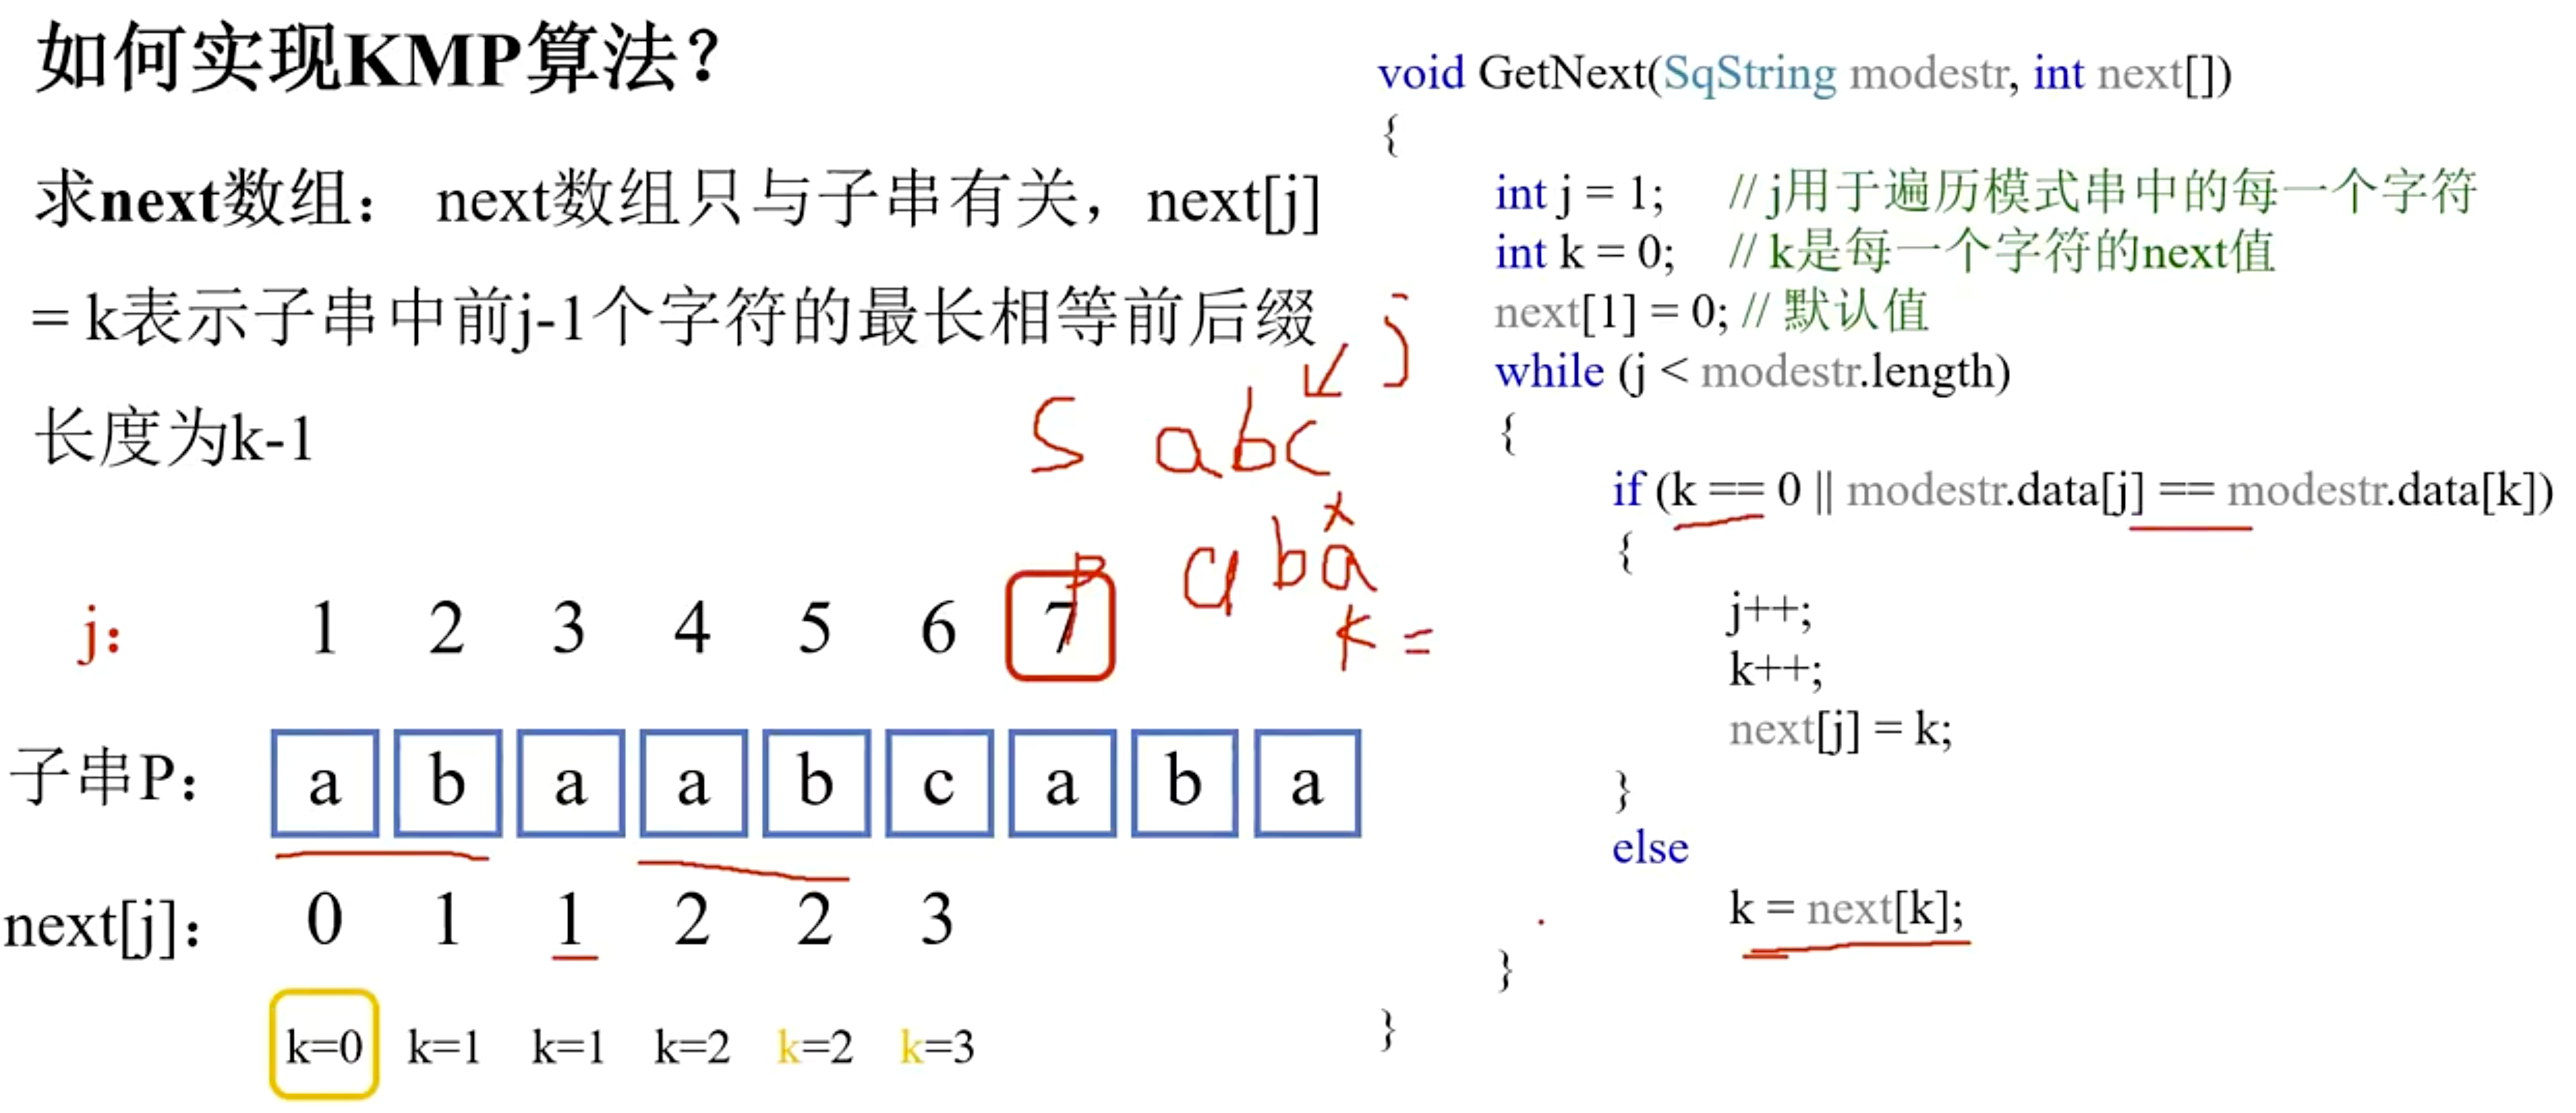 如何实现KMP算法？
求next数组： next数组只与子串有关，next[j]
= k表示子串中前j-1个字符的最长相等前后缀
长度为k-1
j
S abc
x
P aba
k =
j： 1 2 3 4 5 6 7
子串P： a b a a b c a b a
next[j]： 0 1 1 2 2 3
k=0 k=1 k=1 k=2 k=2 k=3
void GetNext(SqString modestr, int next[])
{
int j = 1; // j用于遍历模式串中的每一个字符
int k = 0; // k是每一个字符的next值
next[1] = 0; // 默认值
while (j < modestr.length)
{
if (k == 0 || modestr.data[j] == modestr.data[k])
{
j++;
k++;
next[j] = k;
}
else
k = next[k];
}
}